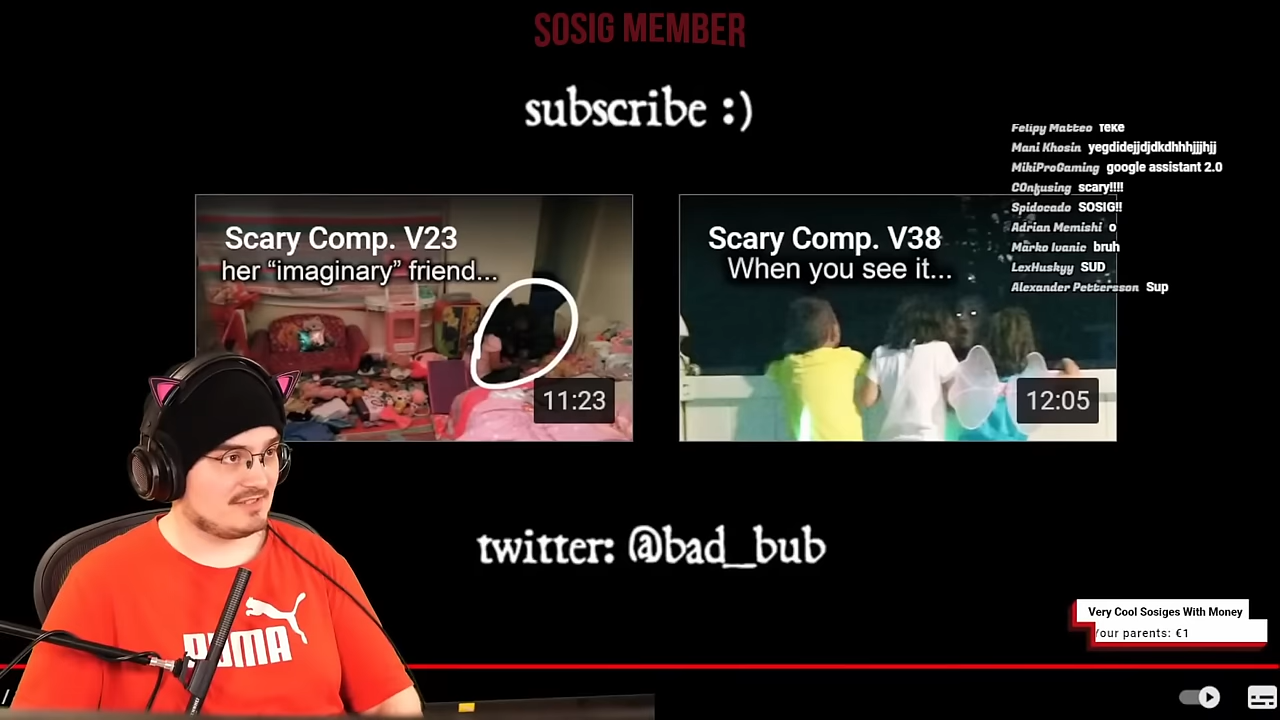 SOSIG MEMBER
subscribe :)
Felipy Matteo Teke
Mani Khosin yegdidejjdjdkdhhhjjjhjj
MikiProGaming google assistant 2.0
C0nfusing scary!!!!
Spidocado SOSIG!!
Adrian Memishi o
Marko Ivanic bruh
LexHuskyy SUD
Alexander Pettersson Sup
Scary Comp. V23
her “imaginary” friend...
11:23
Scary Comp. V38
When you see it...
12:05
twitter: @bad_bub
PUMA
Very Cool Sosiges With Money
Your parents: €1